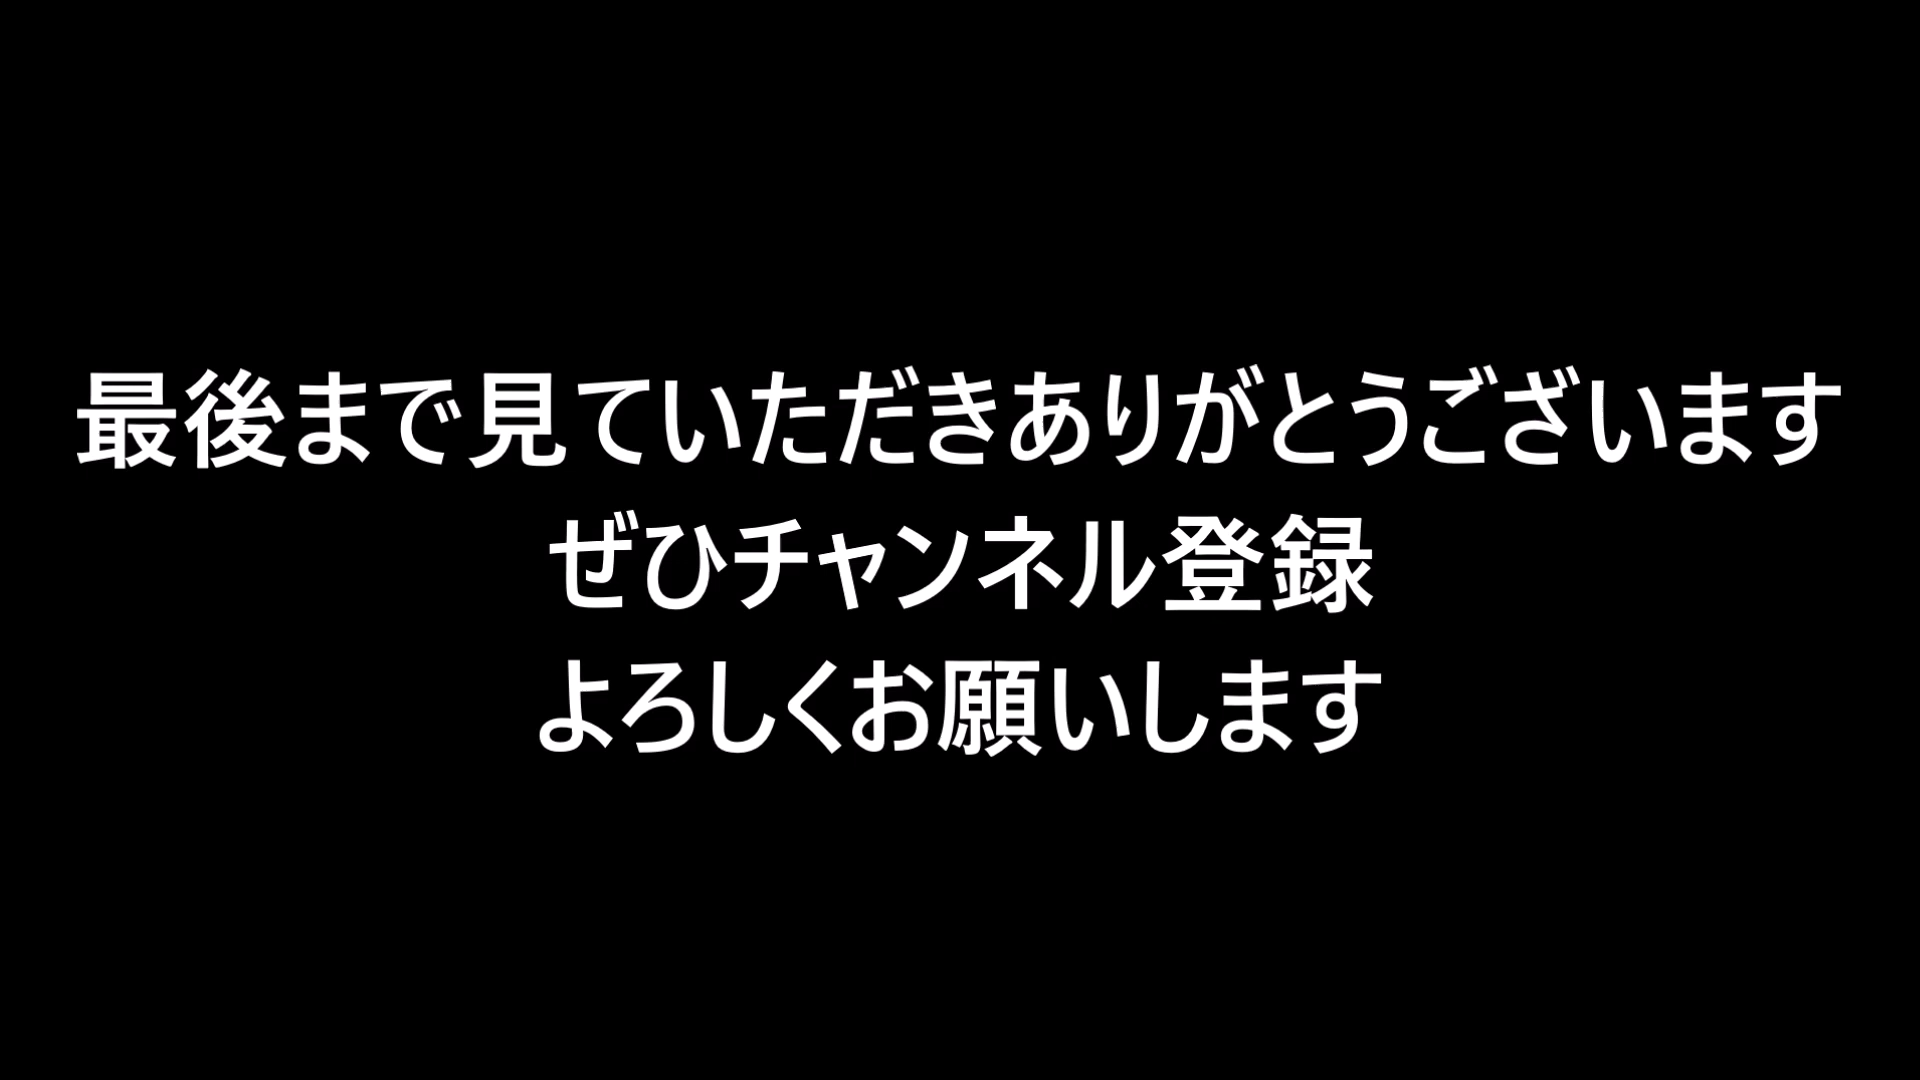 最後まで見ていただきありがとうございます
ぜひチャンネル登録
よろしくお願いします